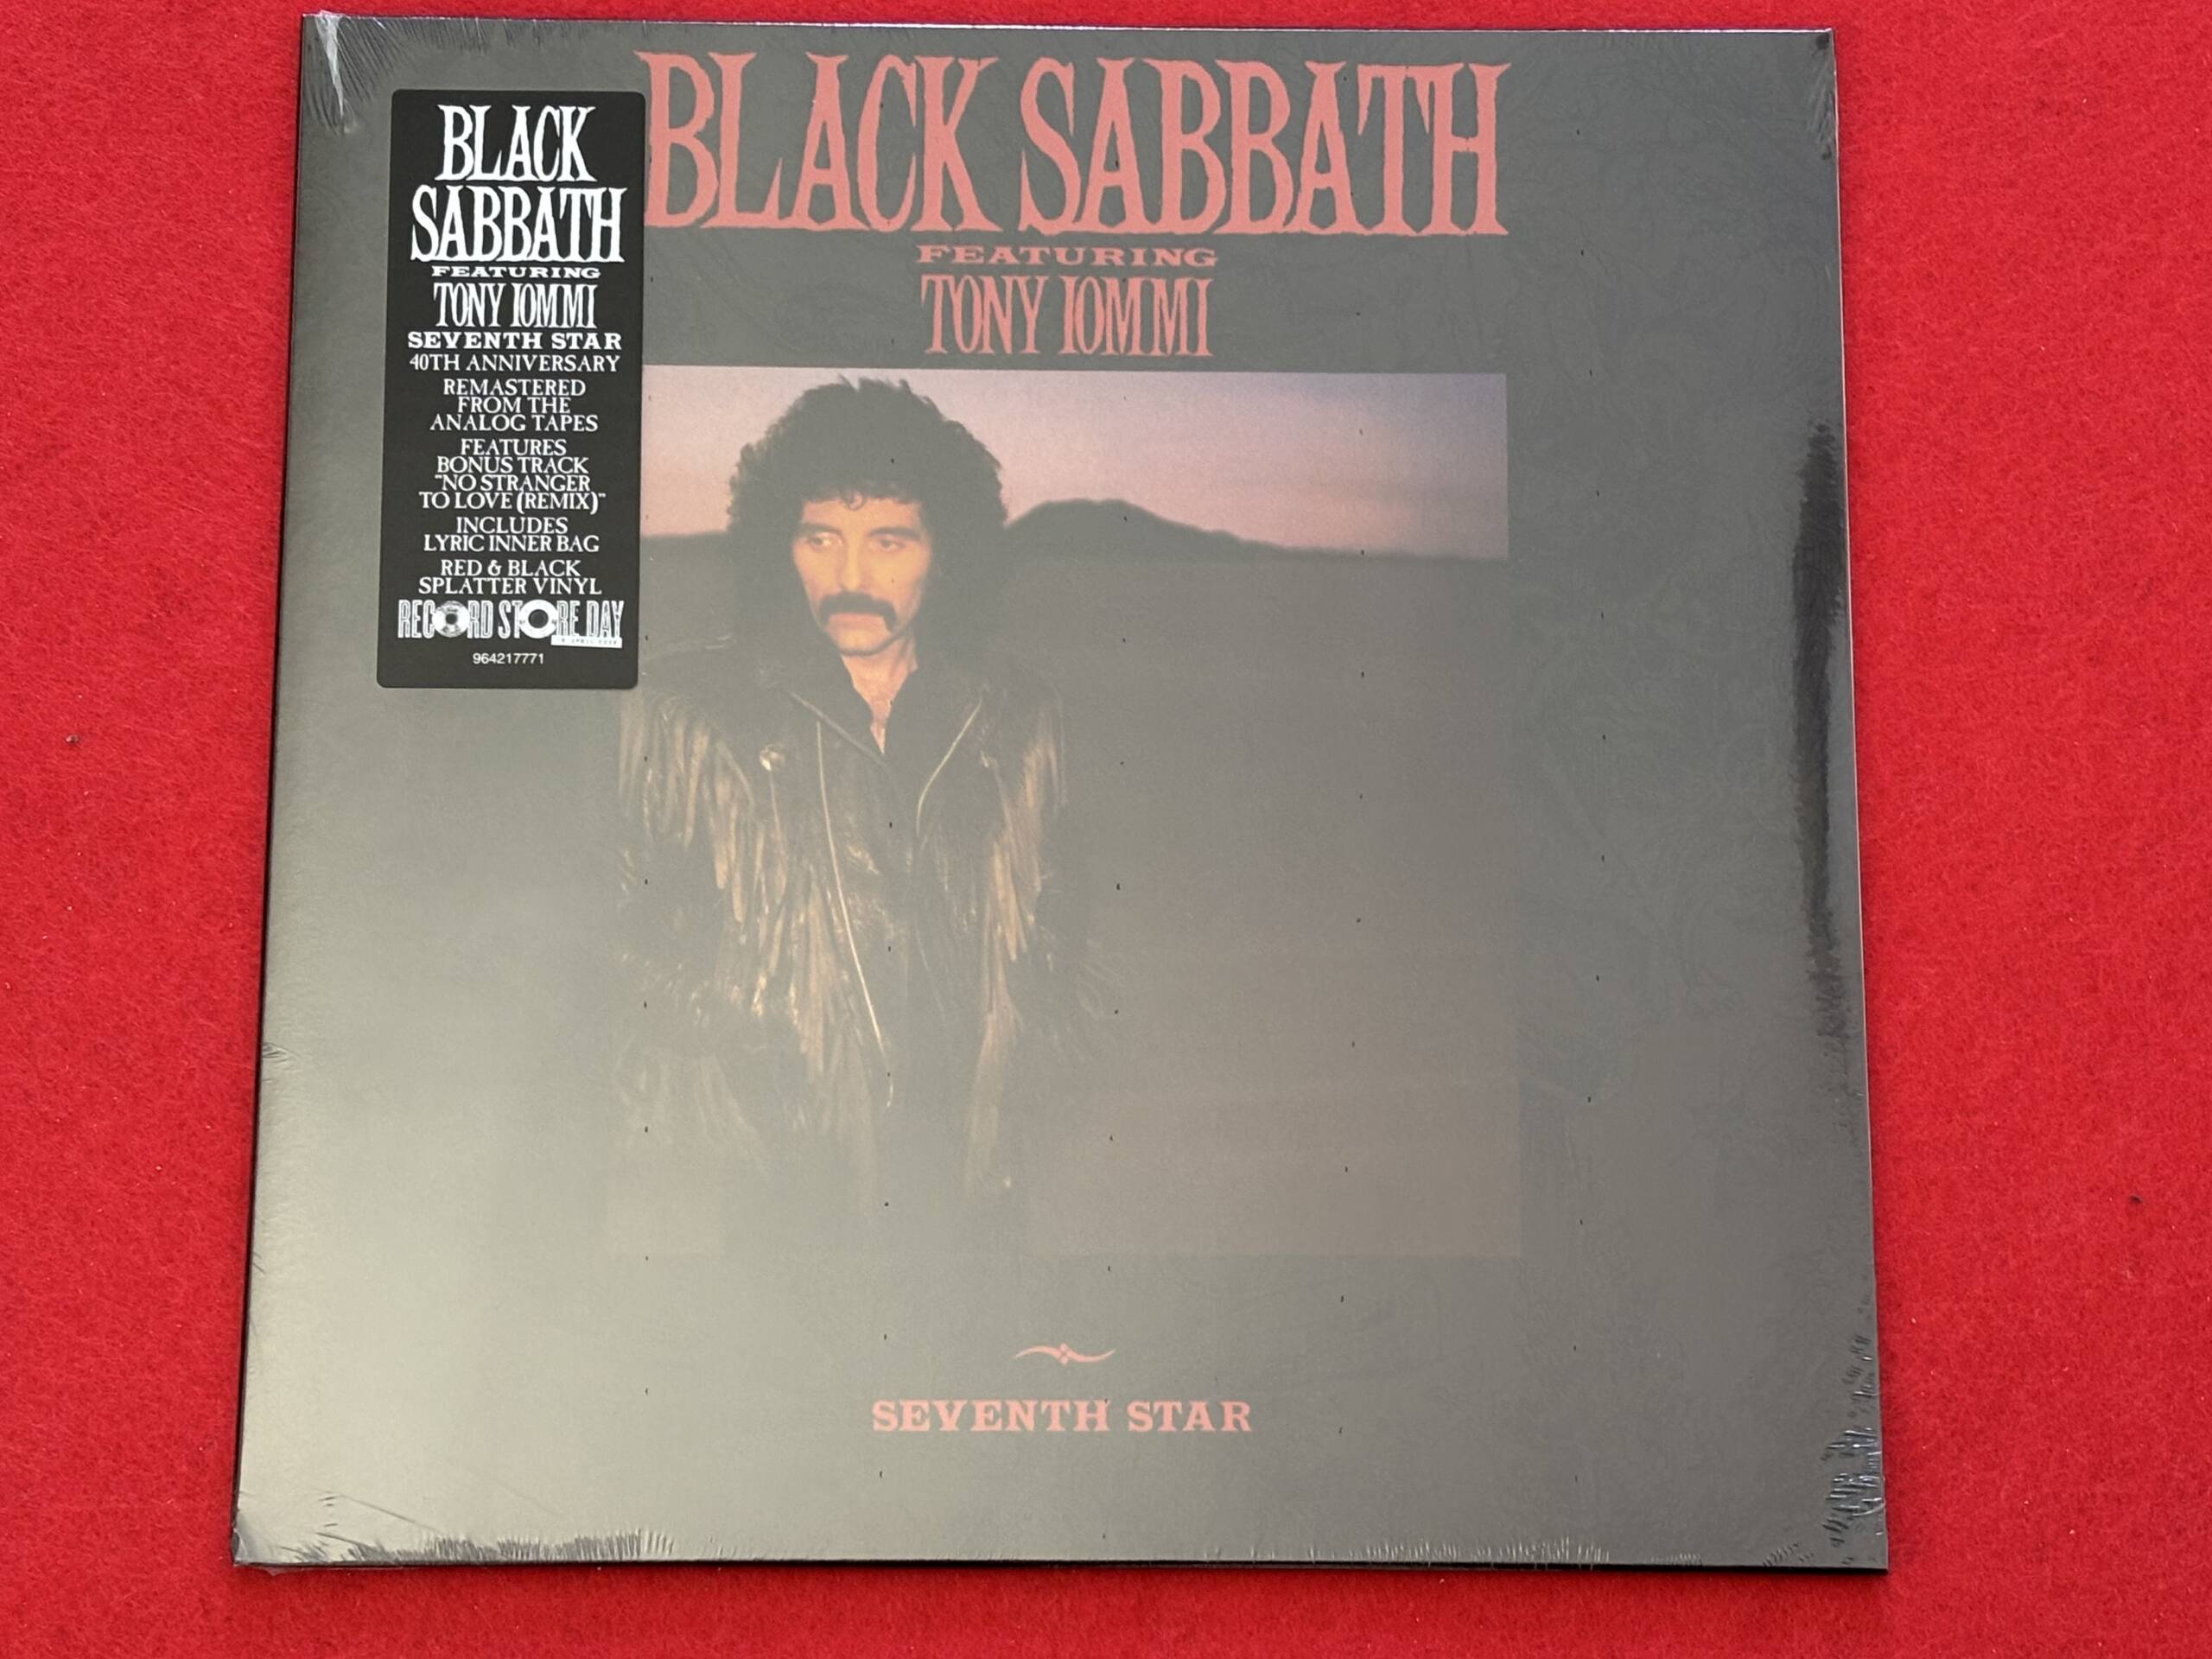 BLACK SABBATH
FEATURING
TONY IOMMI
BLACK
SABBATH
FEATURING
TONY IOMMI
SEVENTH STAR
40TH ANNIVERSARY
REMASTERED
FROM THE
ANALOG TAPES
FEATURES
BONUS TRACK
"NO STRANGER
TO LOVE (REMIX)"
INCLUDES
LYRIC INNER BAG
RED & BLACK
SPLATTER VINYL
RECORD STORE DAY
964217771
SEVENTH STAR